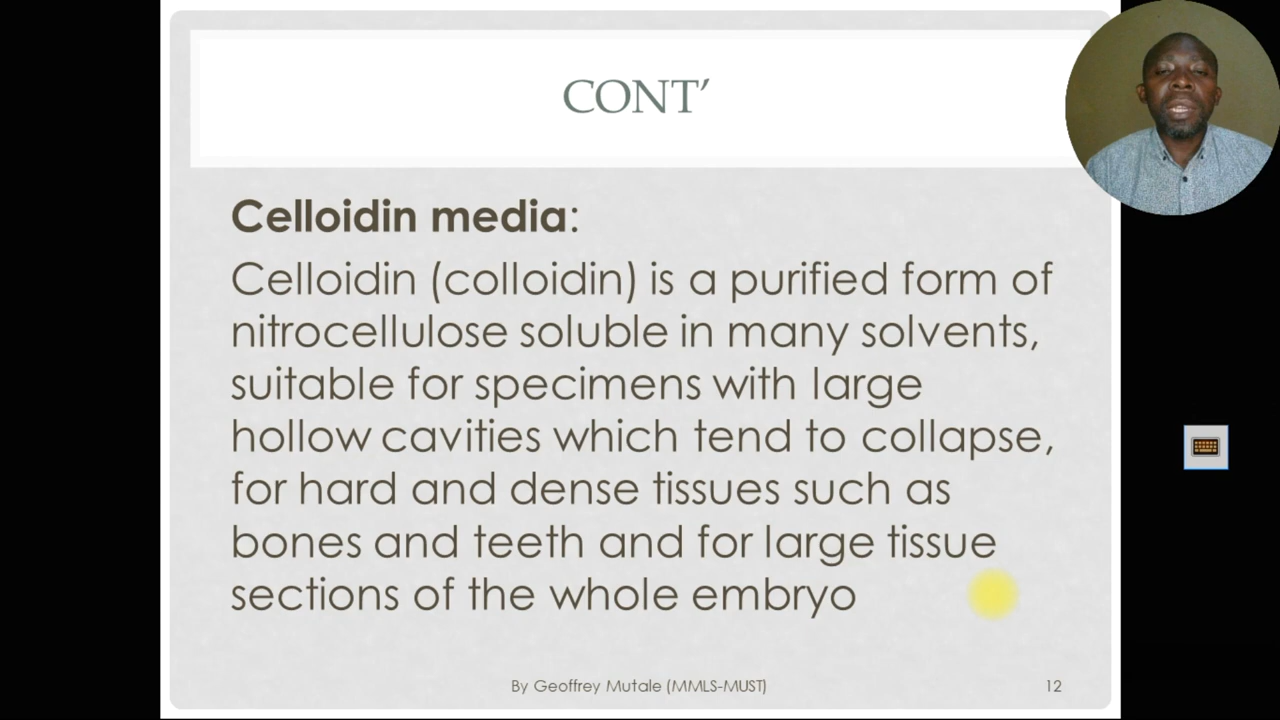 CONT’
Celloidin media:
Celloidin (colloidin) is a purified form of
nitrocellulose soluble in many solvents,
suitable for specimens with large
hollow cavities which tend to collapse,
for hard and dense tissues such as
bones and teeth and for large tissue
sections of the whole embryo
By Geoffrey Mutale (MMLS-MUST)
12